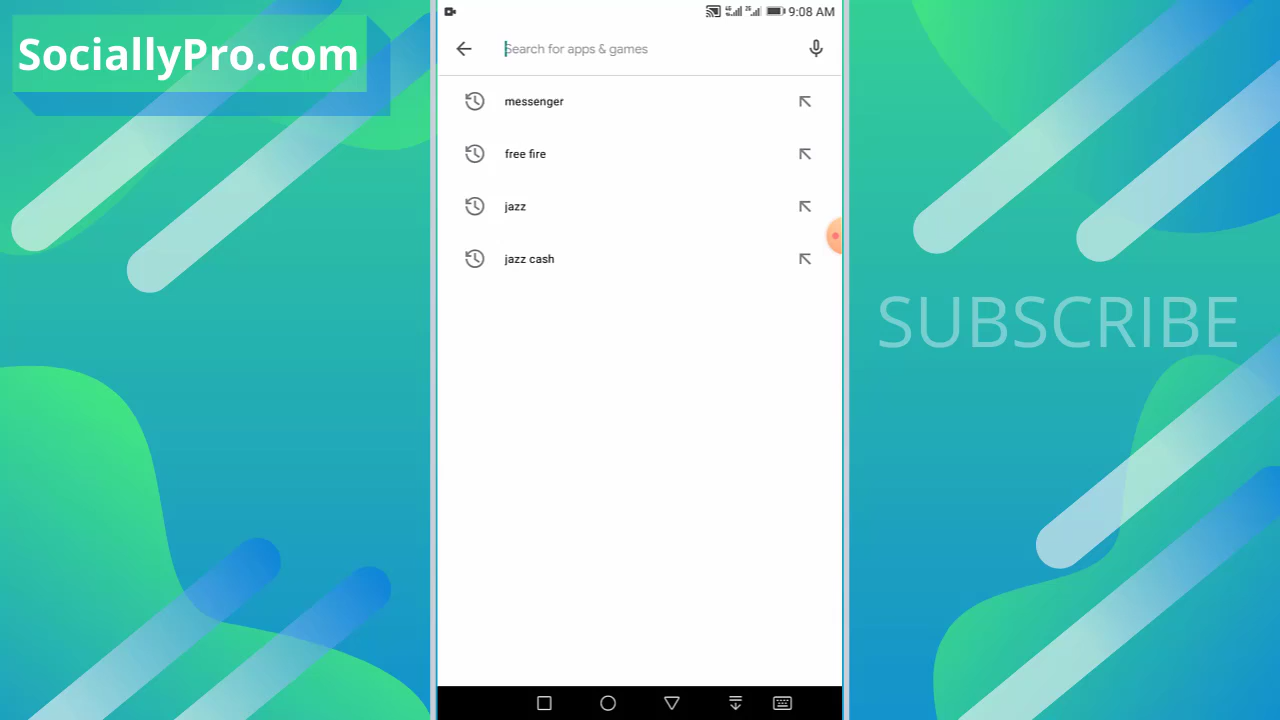 SociallyPro.com
9:08 AM
Search for apps & games
messenger
free fire
jazz
jazz cash
SUBSCRIBE